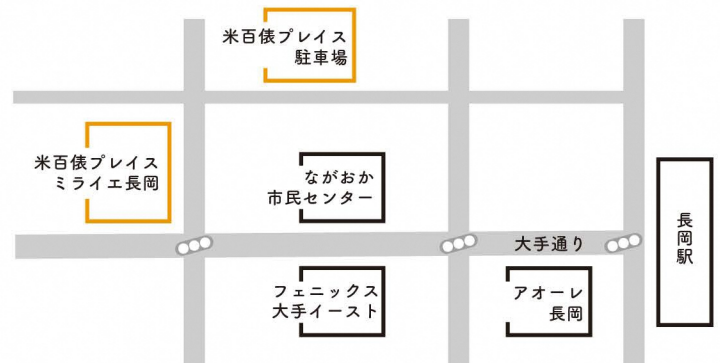 米百俵プレイス
駐車場
米百俵プレイス
ミライエ長岡
ながおか
市民センター
長岡駅
大手通り
フェニックス
大手イースト
アオーレ
長岡